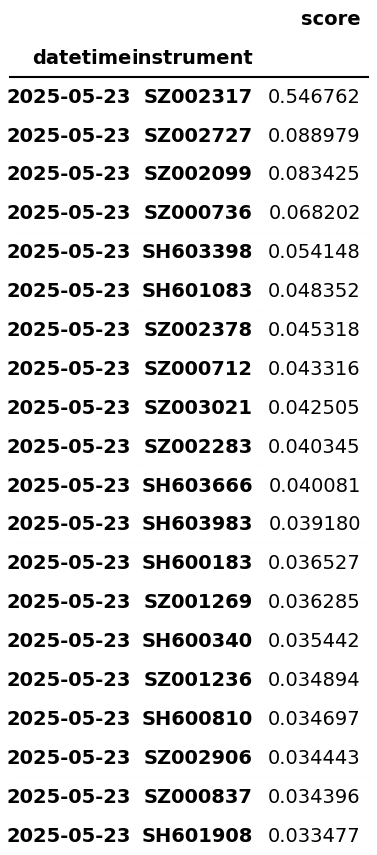 score
datetime instrument
2025-05-23 SZ002317 0.546762
2025-05-23 SZ002727 0.088979
2025-05-23 SZ002099 0.083425
2025-05-23 SZ000736 0.068202
2025-05-23 SH603398 0.054148
2025-05-23 SH601083 0.048352
2025-05-23 SZ002378 0.045318
2025-05-23 SZ000712 0.043316
2025-05-23 SZ003021 0.042505
2025-05-23 SZ002283 0.040345
2025-05-23 SH603666 0.040081
2025-05-23 SH603983 0.039180
2025-05-23 SH600183 0.036527
2025-05-23 SZ001269 0.036285
2025-05-23 SH600340 0.035442
2025-05-23 SZ001236 0.034894
2025-05-23 SH600810 0.034697
2025-05-23 SZ002906 0.034443
2025-05-23 SZ000837 0.034396
2025-05-23 SH601908 0.033477